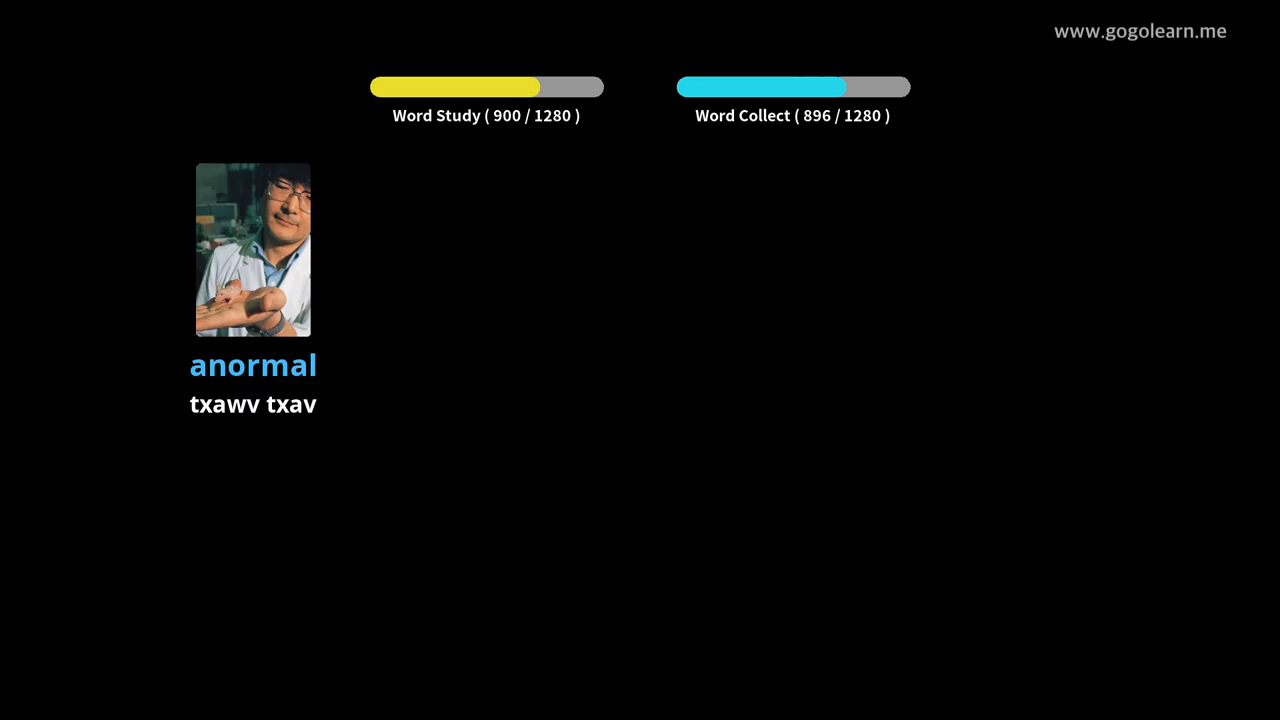 www.gogolearn.me
Word Study ( 900 / 1280 )
Word Collect ( 896 / 1280 )
anormal
txawv txav